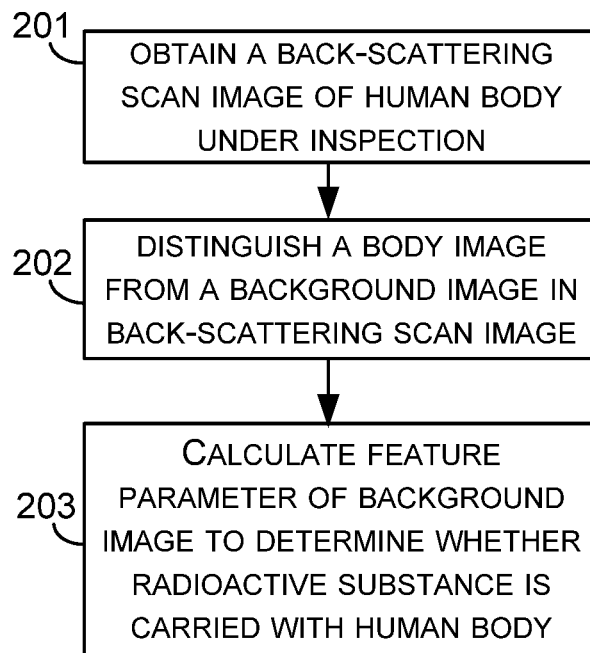 201
OBTAIN A BACK-SCATTERING
SCAN IMAGE OF HUMAN BODY
UNDER INSPECTION
202
DISTINGUISH A BODY IMAGE
FROM A BACKGROUND IMAGE IN
BACK-SCATTERING SCAN IMAGE
203
CALCULATE FEATURE
PARAMETER OF BACKGROUND
IMAGE TO DETERMINE WHETHER
RADIOACTIVE SUBSTANCE IS
CARRIED WITH HUMAN BODY